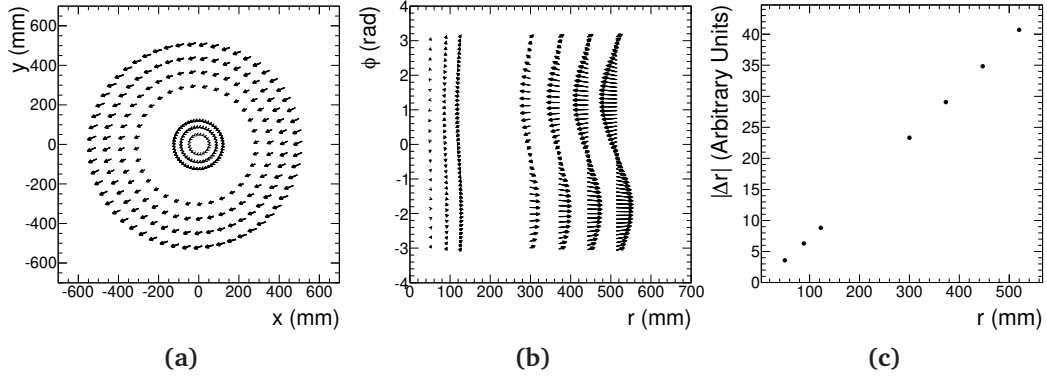 y (mm)
600
400
200
0
-200
-400
-600
-600 -400 -200 0 200 400 600
x (mm)
(a)
ϕ (rad)
4
3
2
1
0
-1
-2
-3
-4
0 100 200 300 400 500 600 700
r (mm)
(b)
|Δr| (Arbitrary Units)
40
35
30
25
20
15
10
5
0
100 200 300 400 500
r (mm)
(c)